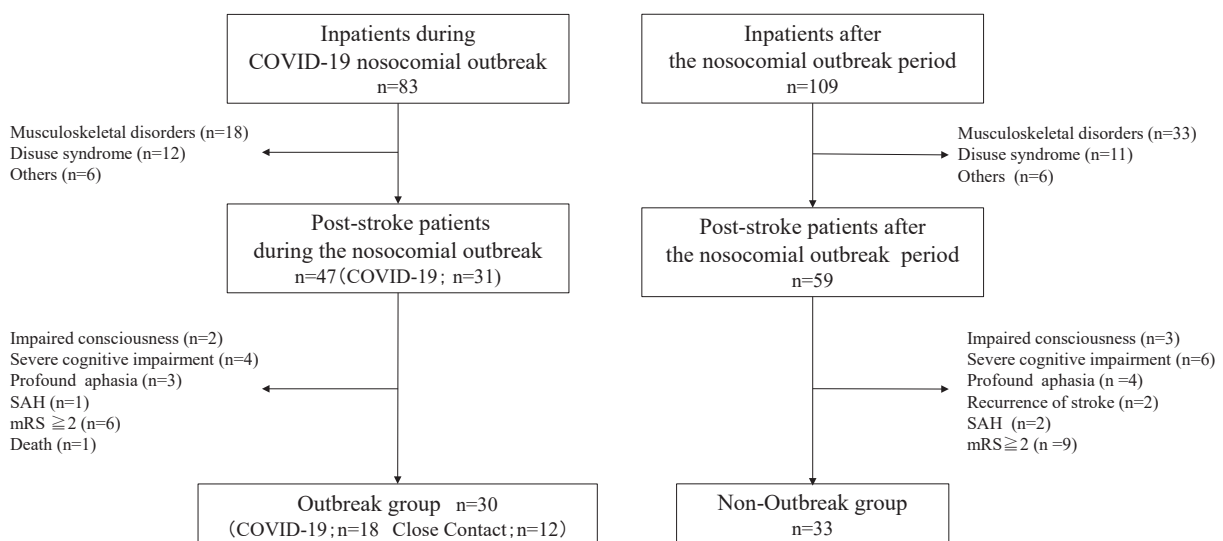 Inpatients during
COVID-19 nosocomial outbreak
n=83
Inpatients after
the nosocomial outbreak period
n=109
Musculoskeletal disorders (n=18)
Disuse syndrome (n=12)
Others (n=6)
Musculoskeletal disorders (n=33)
Disuse syndrome (n=11)
Others (n=6)
Post-stroke patients
during the nosocomial outbreak
n=47(COVID-19; n=31)
Post-stroke patients after
the nosocomial outbreak period
n=59
Impaired consciousness (n=2)
Severe cognitive impairment (n=4)
Profound aphasia (n=3)
SAH (n=1)
mRS ≧2 (n=6)
Death (n=1)
Impaired consciousness (n=3)
Severe cognitive impairment (n=6)
Profound aphasia (n =4)
Recurrence of stroke (n=2)
SAH (n=2)
mRS≧2 (n =9)
Outbreak group n=30
(COVID-19;n=18 Close Contact;n=12)
Non-Outbreak group
n=33